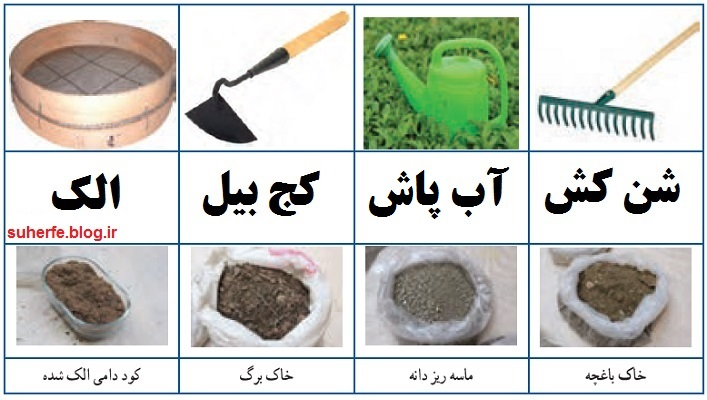 شن کش
آب پاش
کج بیل
الک
suherfe.blog.ir
خاک باغچه
ماسه ریز دانه
خاک برگ
کود دامی الک شده